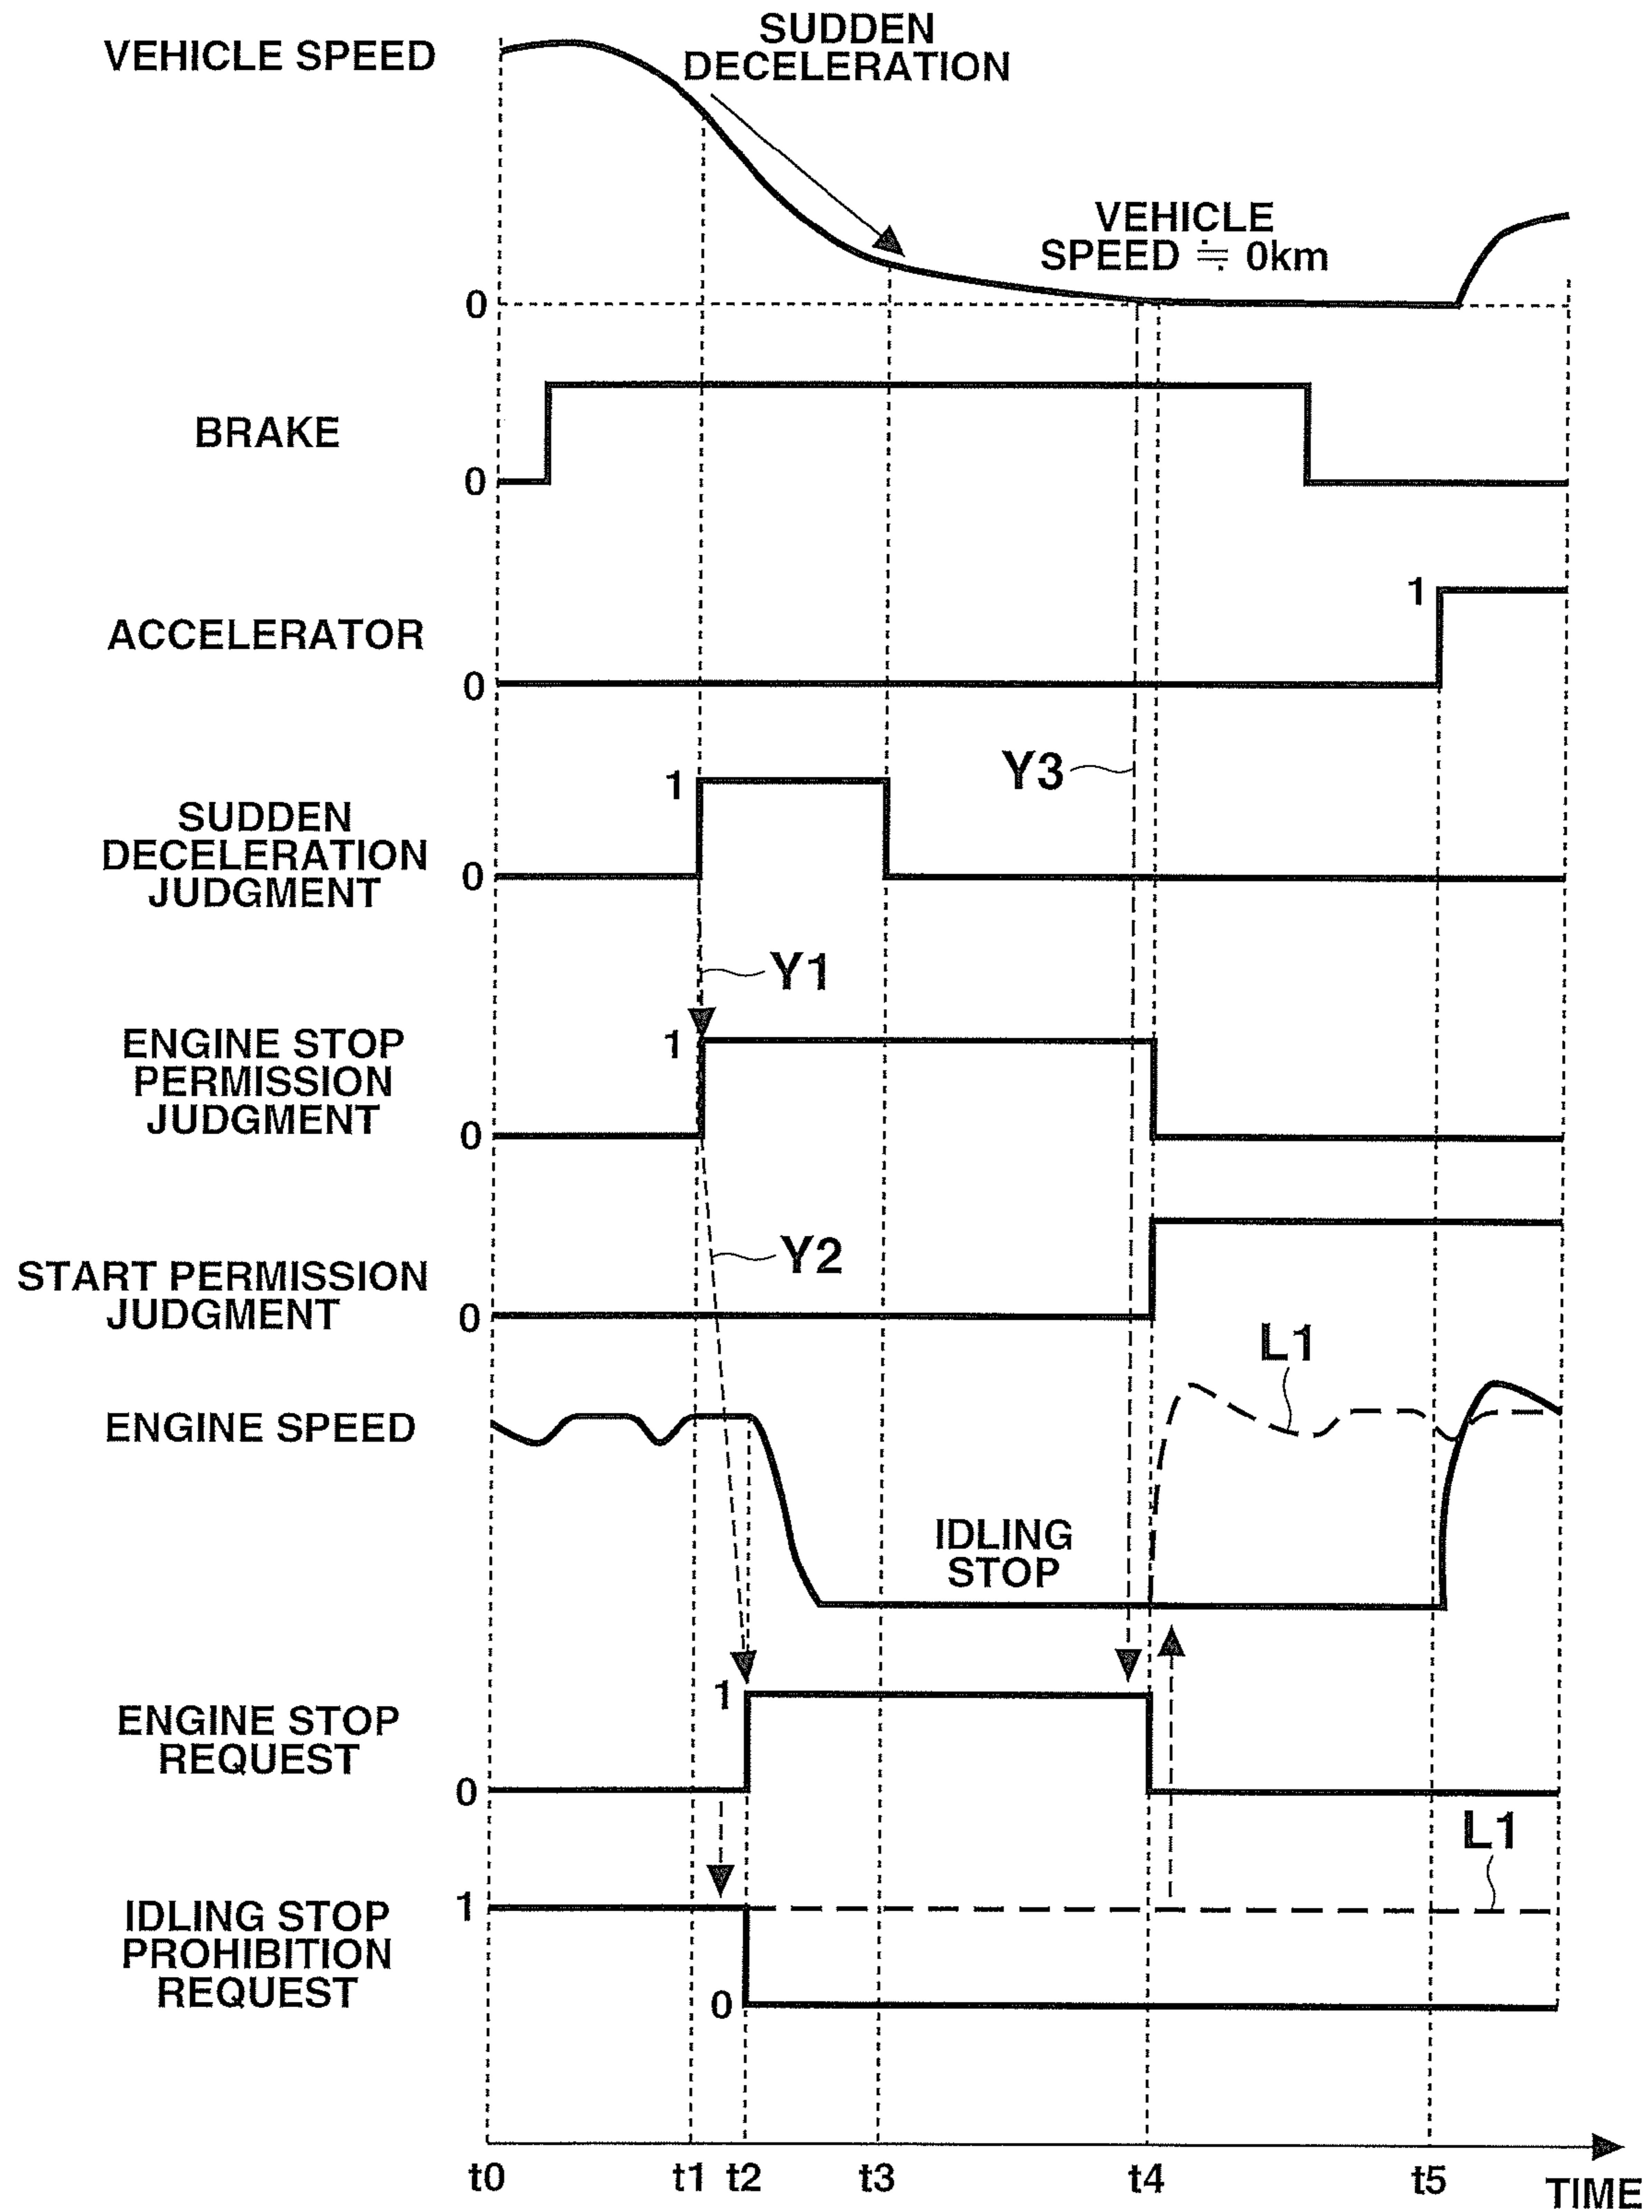 VEHICLE SPEED
SUDDEN
DECELERATION
VEHICLE
SPEED ≒ 0km
0
BRAKE
0
ACCELERATOR
1
0
SUDDEN
DECELERATION
JUDGMENT
1
0
Y3
Y1
ENGINE STOP
PERMISSION
JUDGMENT
1
0
Y2
START PERMISSION
JUDGMENT
0
L1
ENGINE SPEED
IDLING
STOP
ENGINE STOP
REQUEST
1
0
L1
IDLING STOP
PROHIBITION
REQUEST
1
0
t0 t1 t2 t3 t4 t5 TIME